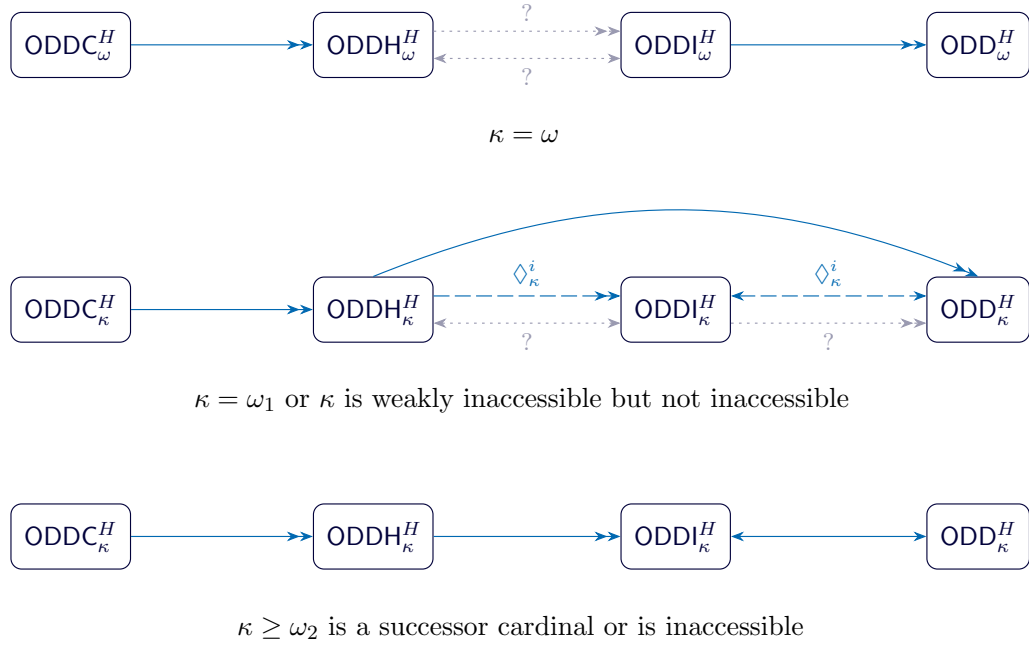 ?
ODDC^H_ω ODDH^H_ω ODDI^H_ω ODD^H_ω
?
κ = ω
◊^i_κ ◊^i_κ
ODDC^H_κ ODDH^H_κ ODDI^H_κ ODD^H_κ
? ?
κ = ω₁ or κ is weakly inaccessible but not inaccessible
ODDC^H_κ ODDH^H_κ ODDI^H_κ ODD^H_κ
κ ≥ ω₂ is a successor cardinal or is inaccessible